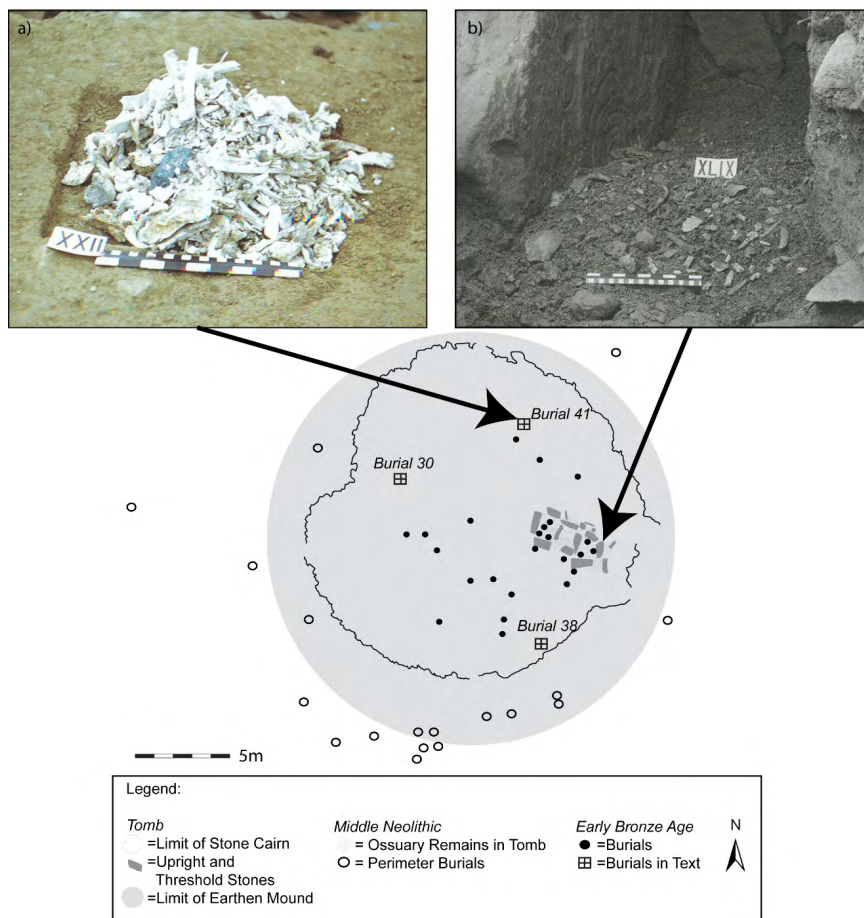 a)
b)
XXII
XLIX
Burial 41
Burial 30
Burial 38
5m
Legend:
Tomb
=Limit of Stone Cairn
=Upright and
Threshold Stones
=Limit of Earthen Mound
Middle Neolithic
= Ossuary Remains in Tomb
= Perimeter Burials
Early Bronze Age
=Burials
=Burials in Text
N